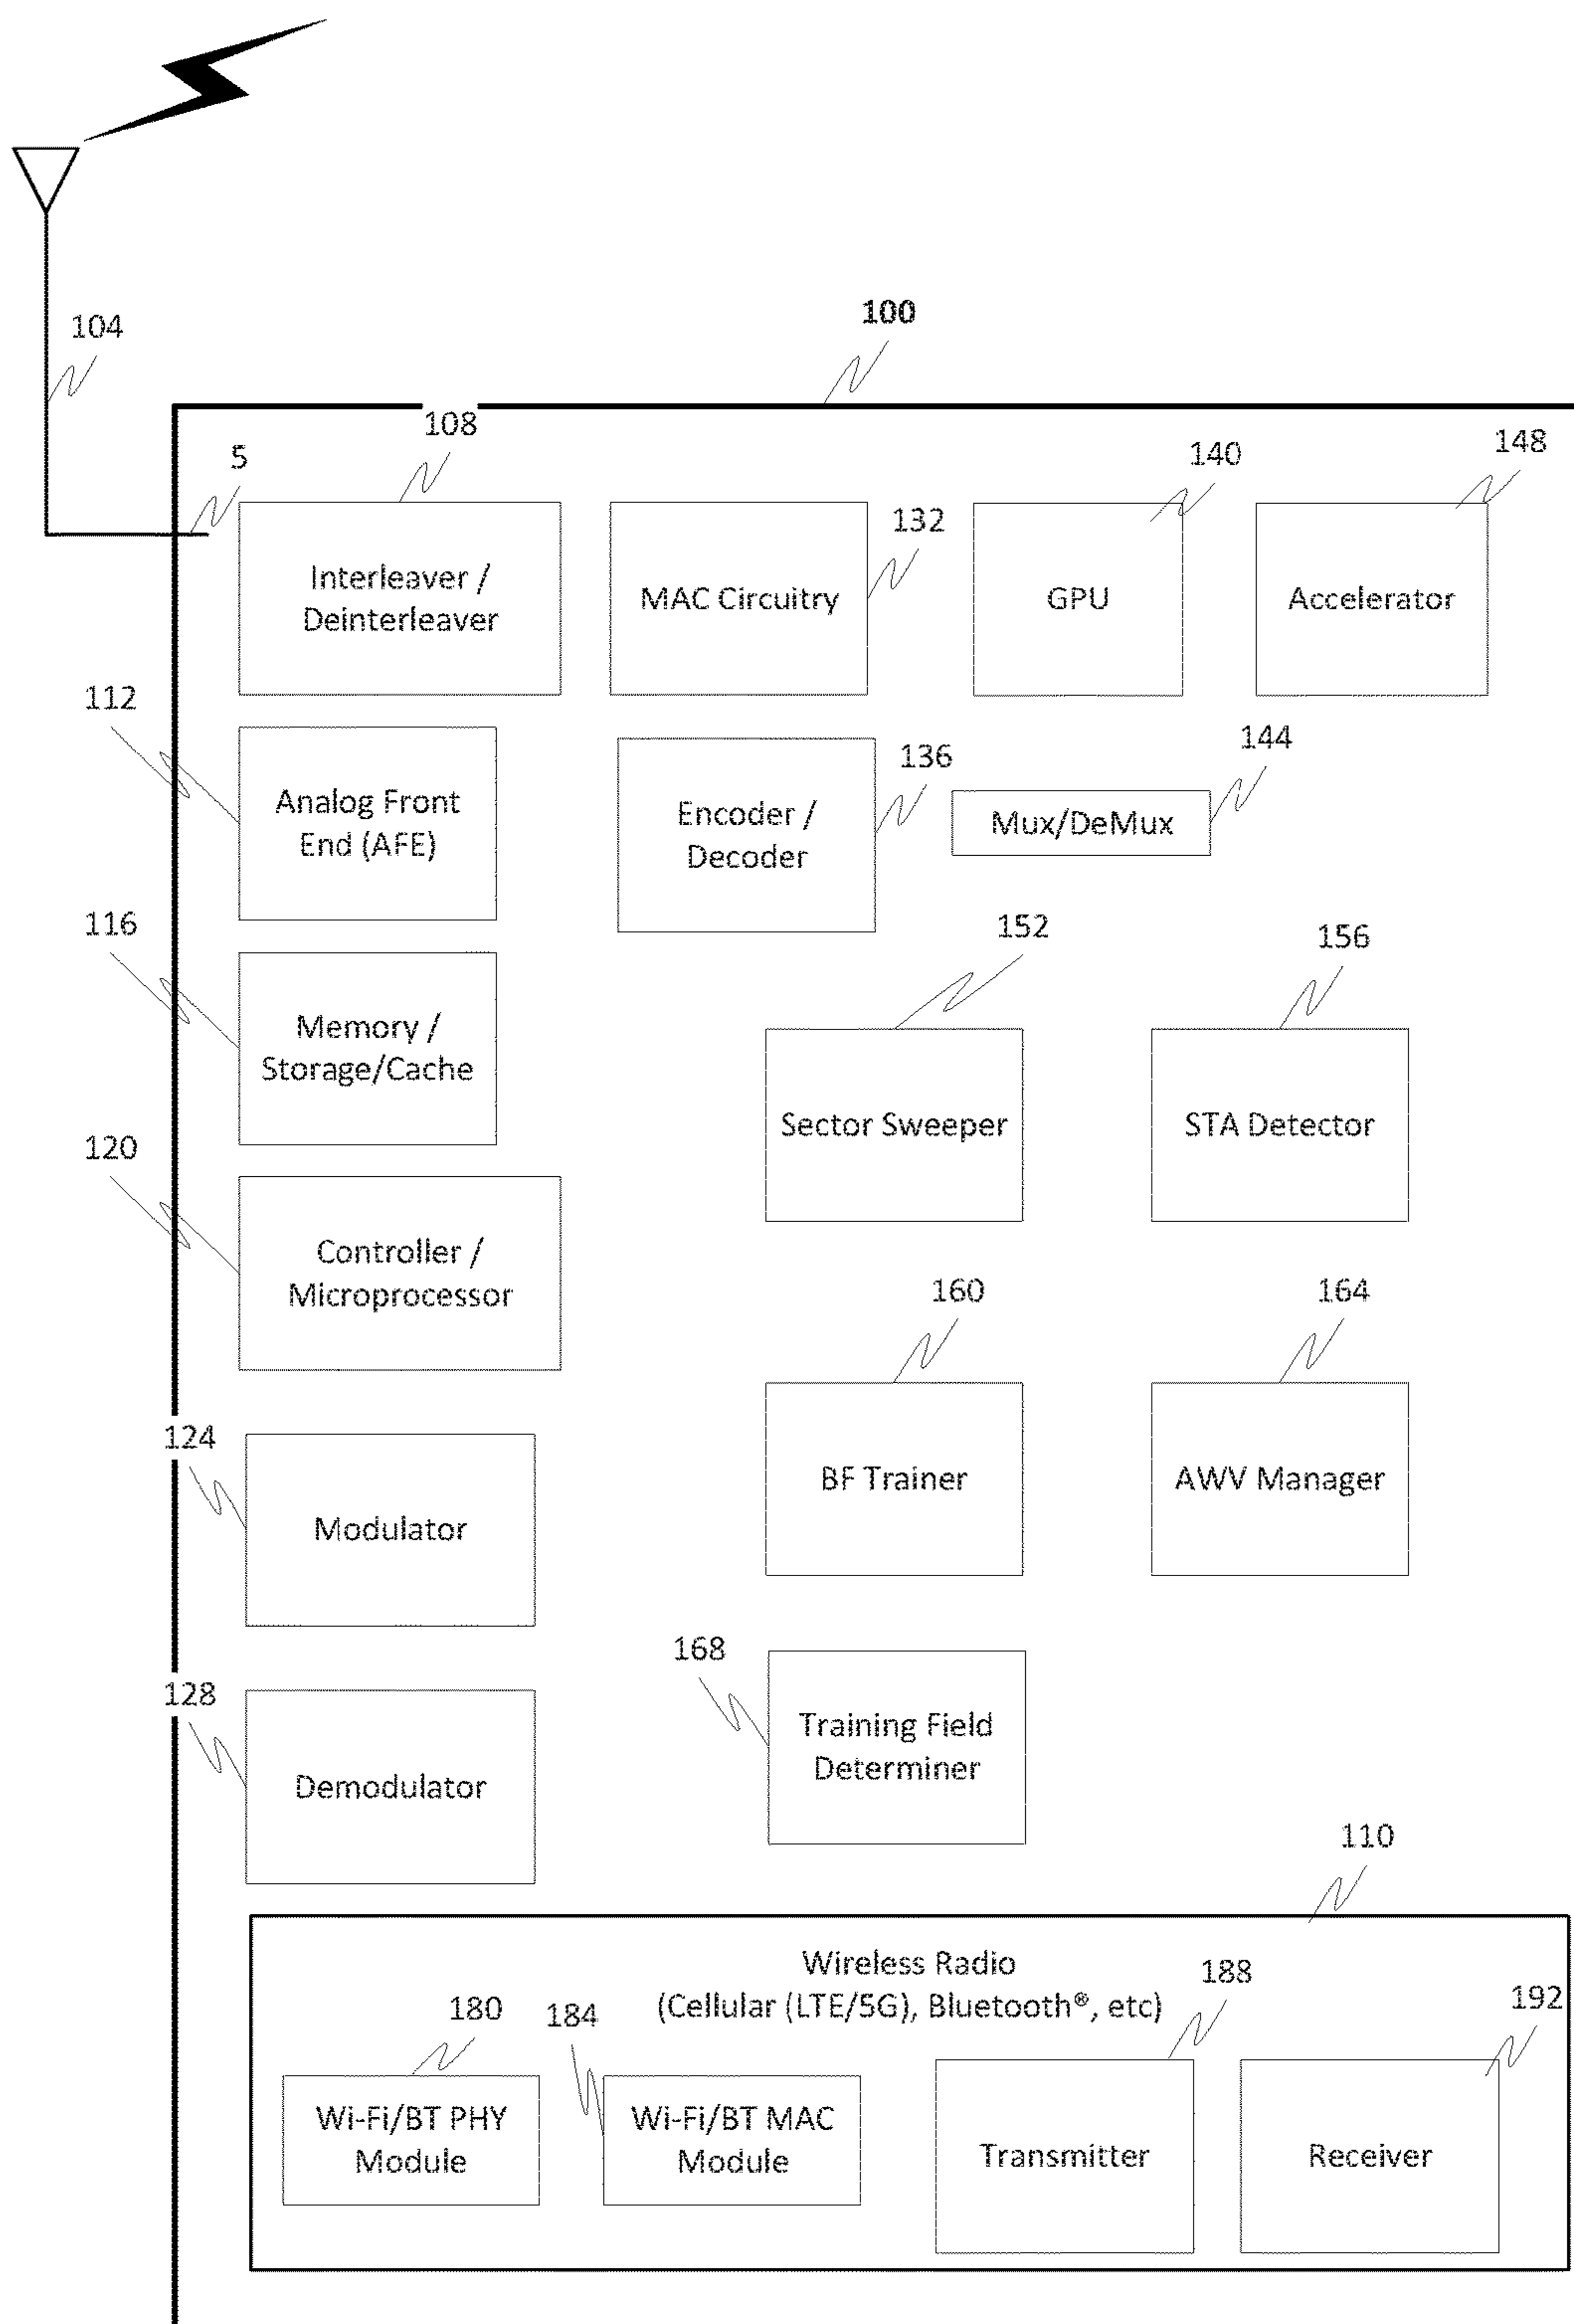 104
100
108
5
140
148
132
Interleaver /
Deinterleaver
MAC Circuitry
GPU
Accelerator
112
144
136
Analog Front
End (AFE)
Encoder /
Decoder
Mux/DeMux
116
152
156
Memory /
Storage/Cache
Sector Sweeper
STA Detector
120
Controller /
Microprocessor
160
164
124
BF Trainer
AWV Manager
Modulator
168
128
Training Field
Determiner
Demodulator
110
Wireless Radio
(Cellular (LTE/5G), Bluetooth®, etc)
188
192
180
184
Wi-Fi/BT PHY
Module
Wi-Fi/BT MAC
Module
Transmitter
Receiver